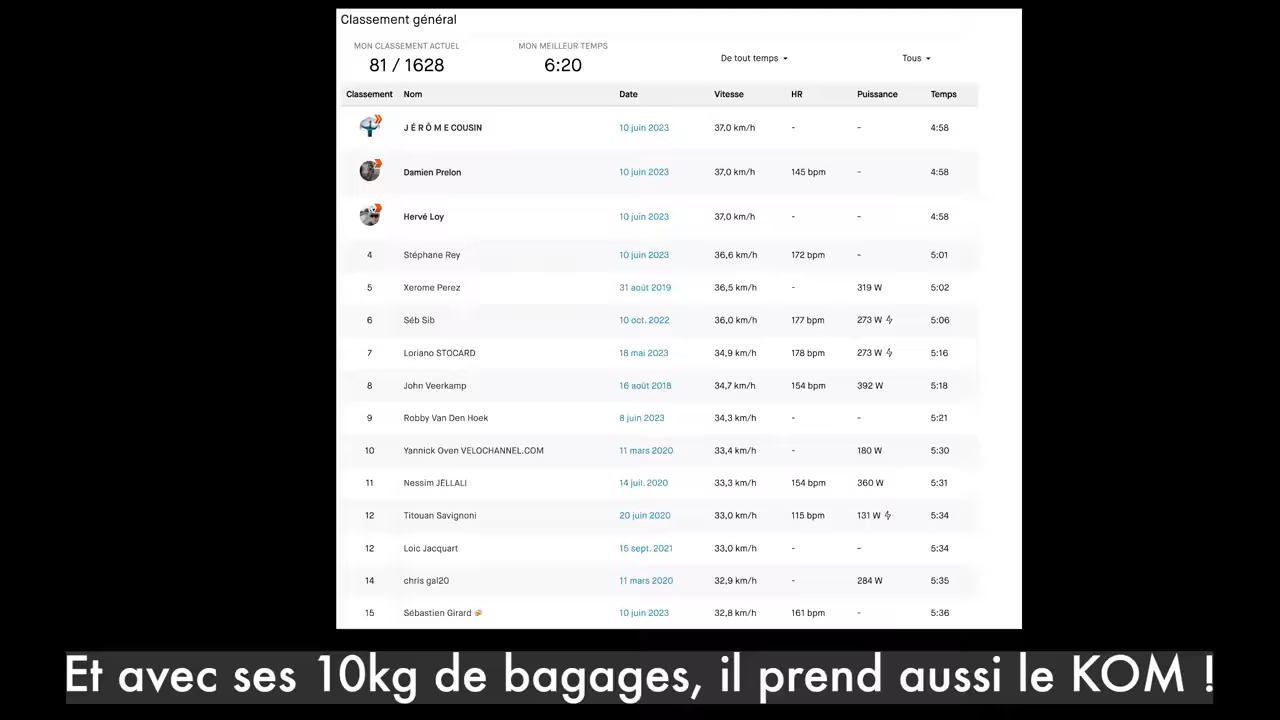 Classement général
MON CLASSEMENT ACTUEL MON MEILLEUR TEMPS
81 / 1628 6:20 De tout temps Tous
Classement Nom Date Vitesse HR Puissance Temps
J É R Ô M E COUSIN 10 juin 2023 37,0 km/h - - 4:58
Damien Prelon 10 juin 2023 37,0 km/h 145 bpm - 4:58
Hervé Loy 10 juin 2023 37,0 km/h - - 4:58
4 Stéphane Rey 10 juin 2023 36,6 km/h 172 bpm - 5:01
5 Xerome Perez 31 août 2019 36,5 km/h - 319 W 5:02
6 Séb Sib 10 oct. 2022 36,0 km/h 177 bpm 273 W 5:06
7 Loriano STOCARD 18 mai 2023 34,9 km/h 178 bpm 273 W 5:16
8 John Veerkamp 16 août 2018 34,7 km/h 154 bpm 392 W 5:18
9 Robby Van Den Hoek 8 juin 2023 34,3 km/h - - 5:21
10 Yannick Oven VELOCHANNEL.COM 11 mars 2020 33,4 km/h - 180 W 5:30
11 Nessim JELLALI 14 juil. 2020 33,3 km/h 154 bpm 360 W 5:31
12 Titouan Savignoni 20 juin 2020 33,0 km/h 115 bpm 131 W 5:34
12 Loic Jacquart 15 sept. 2021 33,0 km/h - - 5:34
14 chris gal20 11 mars 2020 32,9 km/h - 284 W 5:35
15 Sébastien Girard 10 juin 2023 32,8 km/h 161 bpm - 5:36
Et avec ses 10kg de bagages, il prend aussi le KOM !